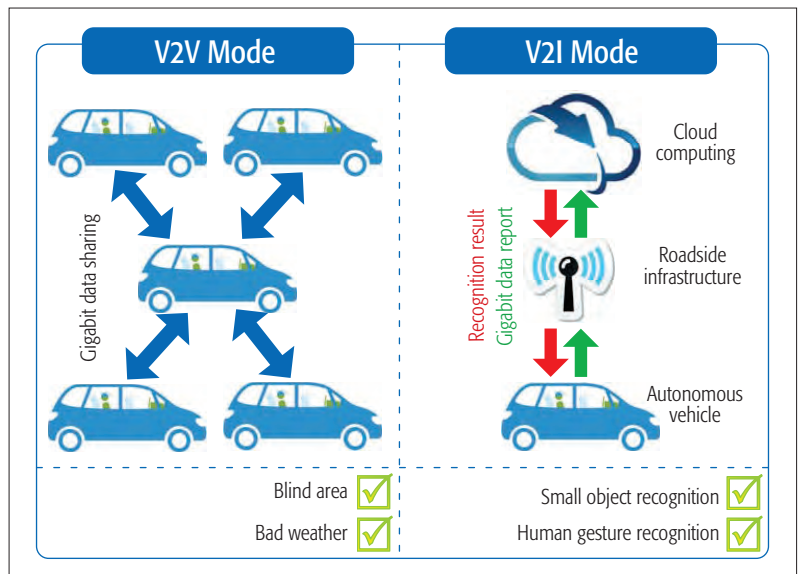 V2V Mode
V2I Mode
Gigabit data sharing
Blind area
Bad weather
Cloud
computing
Recognition result
Gigabit data report
Roadside
infrastructure
Autonomous
vehicle
Small object recognition
Human gesture recognition